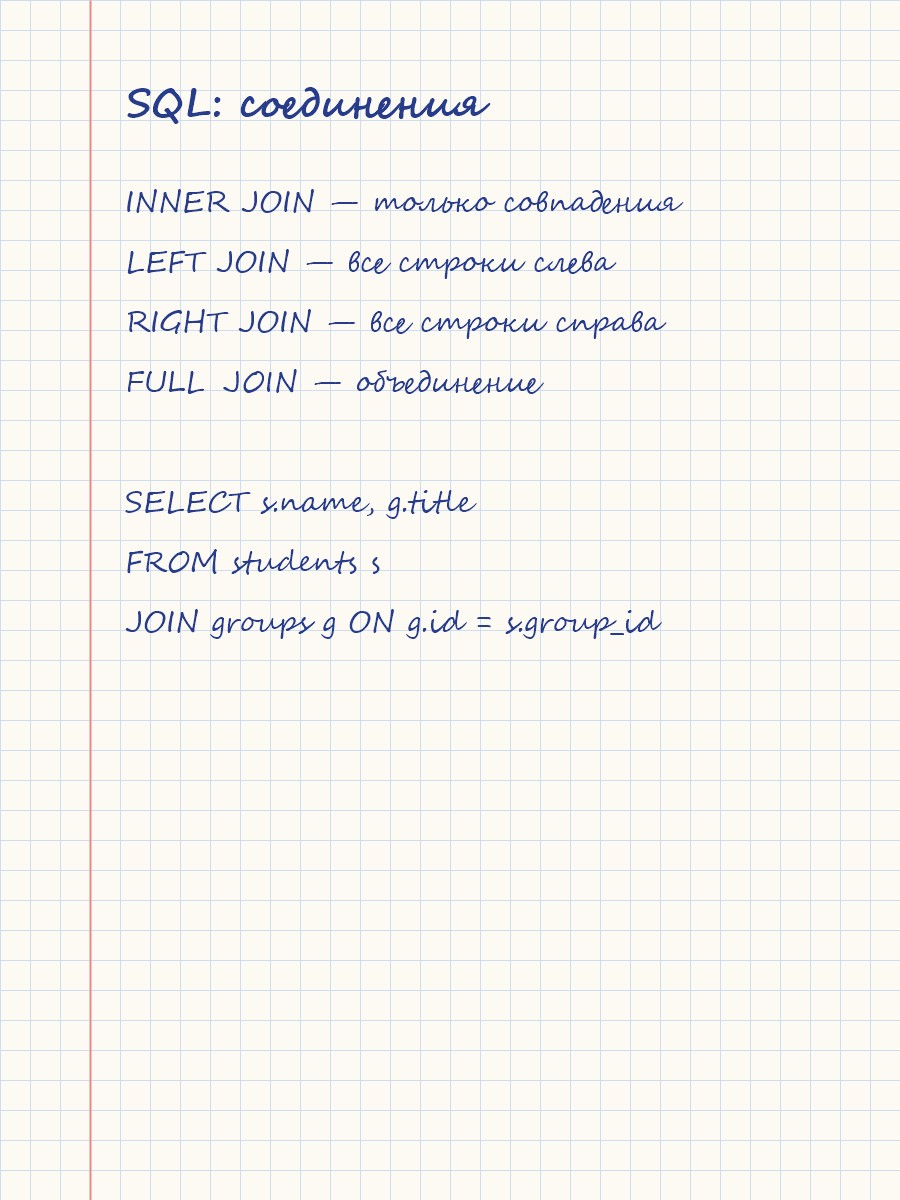 SQL: соединения
INNER JOIN — только совпадения
LEFT JOIN — все строки слева
RIGHT JOIN — все строки справа
FULL JOIN — объединение
SELECT s.name, g.title
FROM students s
JOIN groups g ON g.id = s.group_id